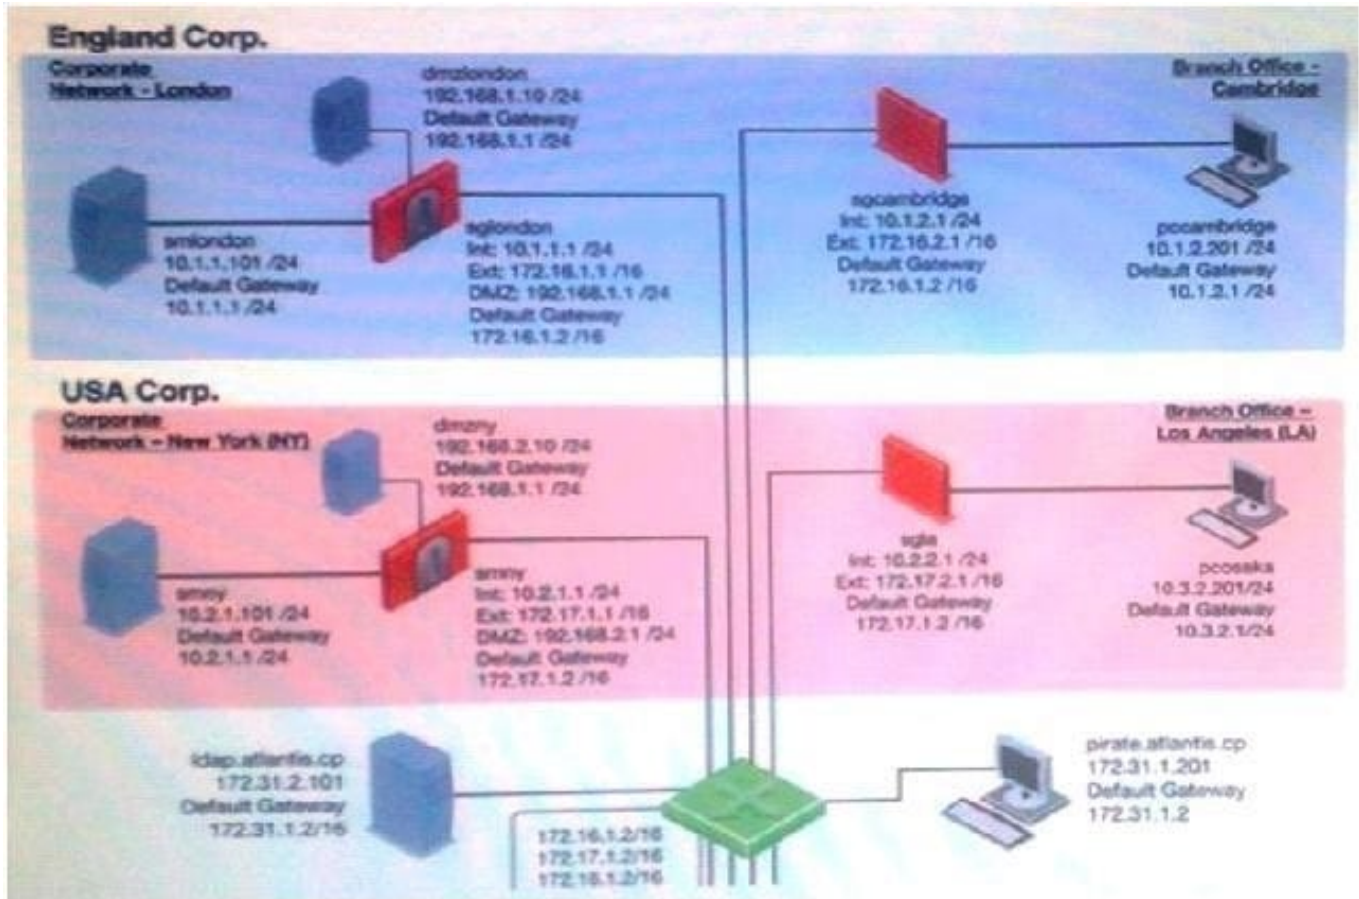 England Corp.
Corporate
Network - London
dmzlondon
192.168.1.10 /24
Default Gateway
192.168.1.1 /24
smlondon
10.1.1.101 /24
Default Gateway
10.1.1.1 /24
sglondon
Int: 10.1.1.1 /24
Ext: 172.16.1.1 /16
DMZ: 192.168.1.1 /24
Default Gateway
172.16.1.2 /16
Branch Office -
Cambridge
sgcambridge
Int: 10.1.2.1 /24
Ext: 172.16.2.1 /16
Default Gateway
172.16.1.2 /16
pccambridge
10.1.2.201 /24
Default Gateway
10.1.2.1 /24
USA Corp.
Corporate
Network – New York (NY)
dmzny
192.168.2.10 /24
Default Gateway
192.168.1.1 /24
smny
10.2.1.101 /24
Default Gateway
10.2.1.1 /24
smny
Int: 10.2.1.1 /24
Ext: 172.17.1.1 /16
DMZ: 192.168.2.1 /24
Default Gateway
172.17.1.2 /16
Branch Office –
Los Angeles (LA)
sgla
Int: 10.2.2.1 /24
Ext: 172.17.2.1 /16
Default Gateway
172.17.1.2 /16
pcosaka
10.3.2.201/24
Default Gateway
10.3.2.1/24
ldap.atlantis.cp
172.31.2.101
Default Gateway
172.31.1.2/16
172.16.1.2/16
172.17.1.2/16
172.18.1.2/16
pirate.atlantis.cp
172.31.1.201
Default Gateway
172.31.1.2